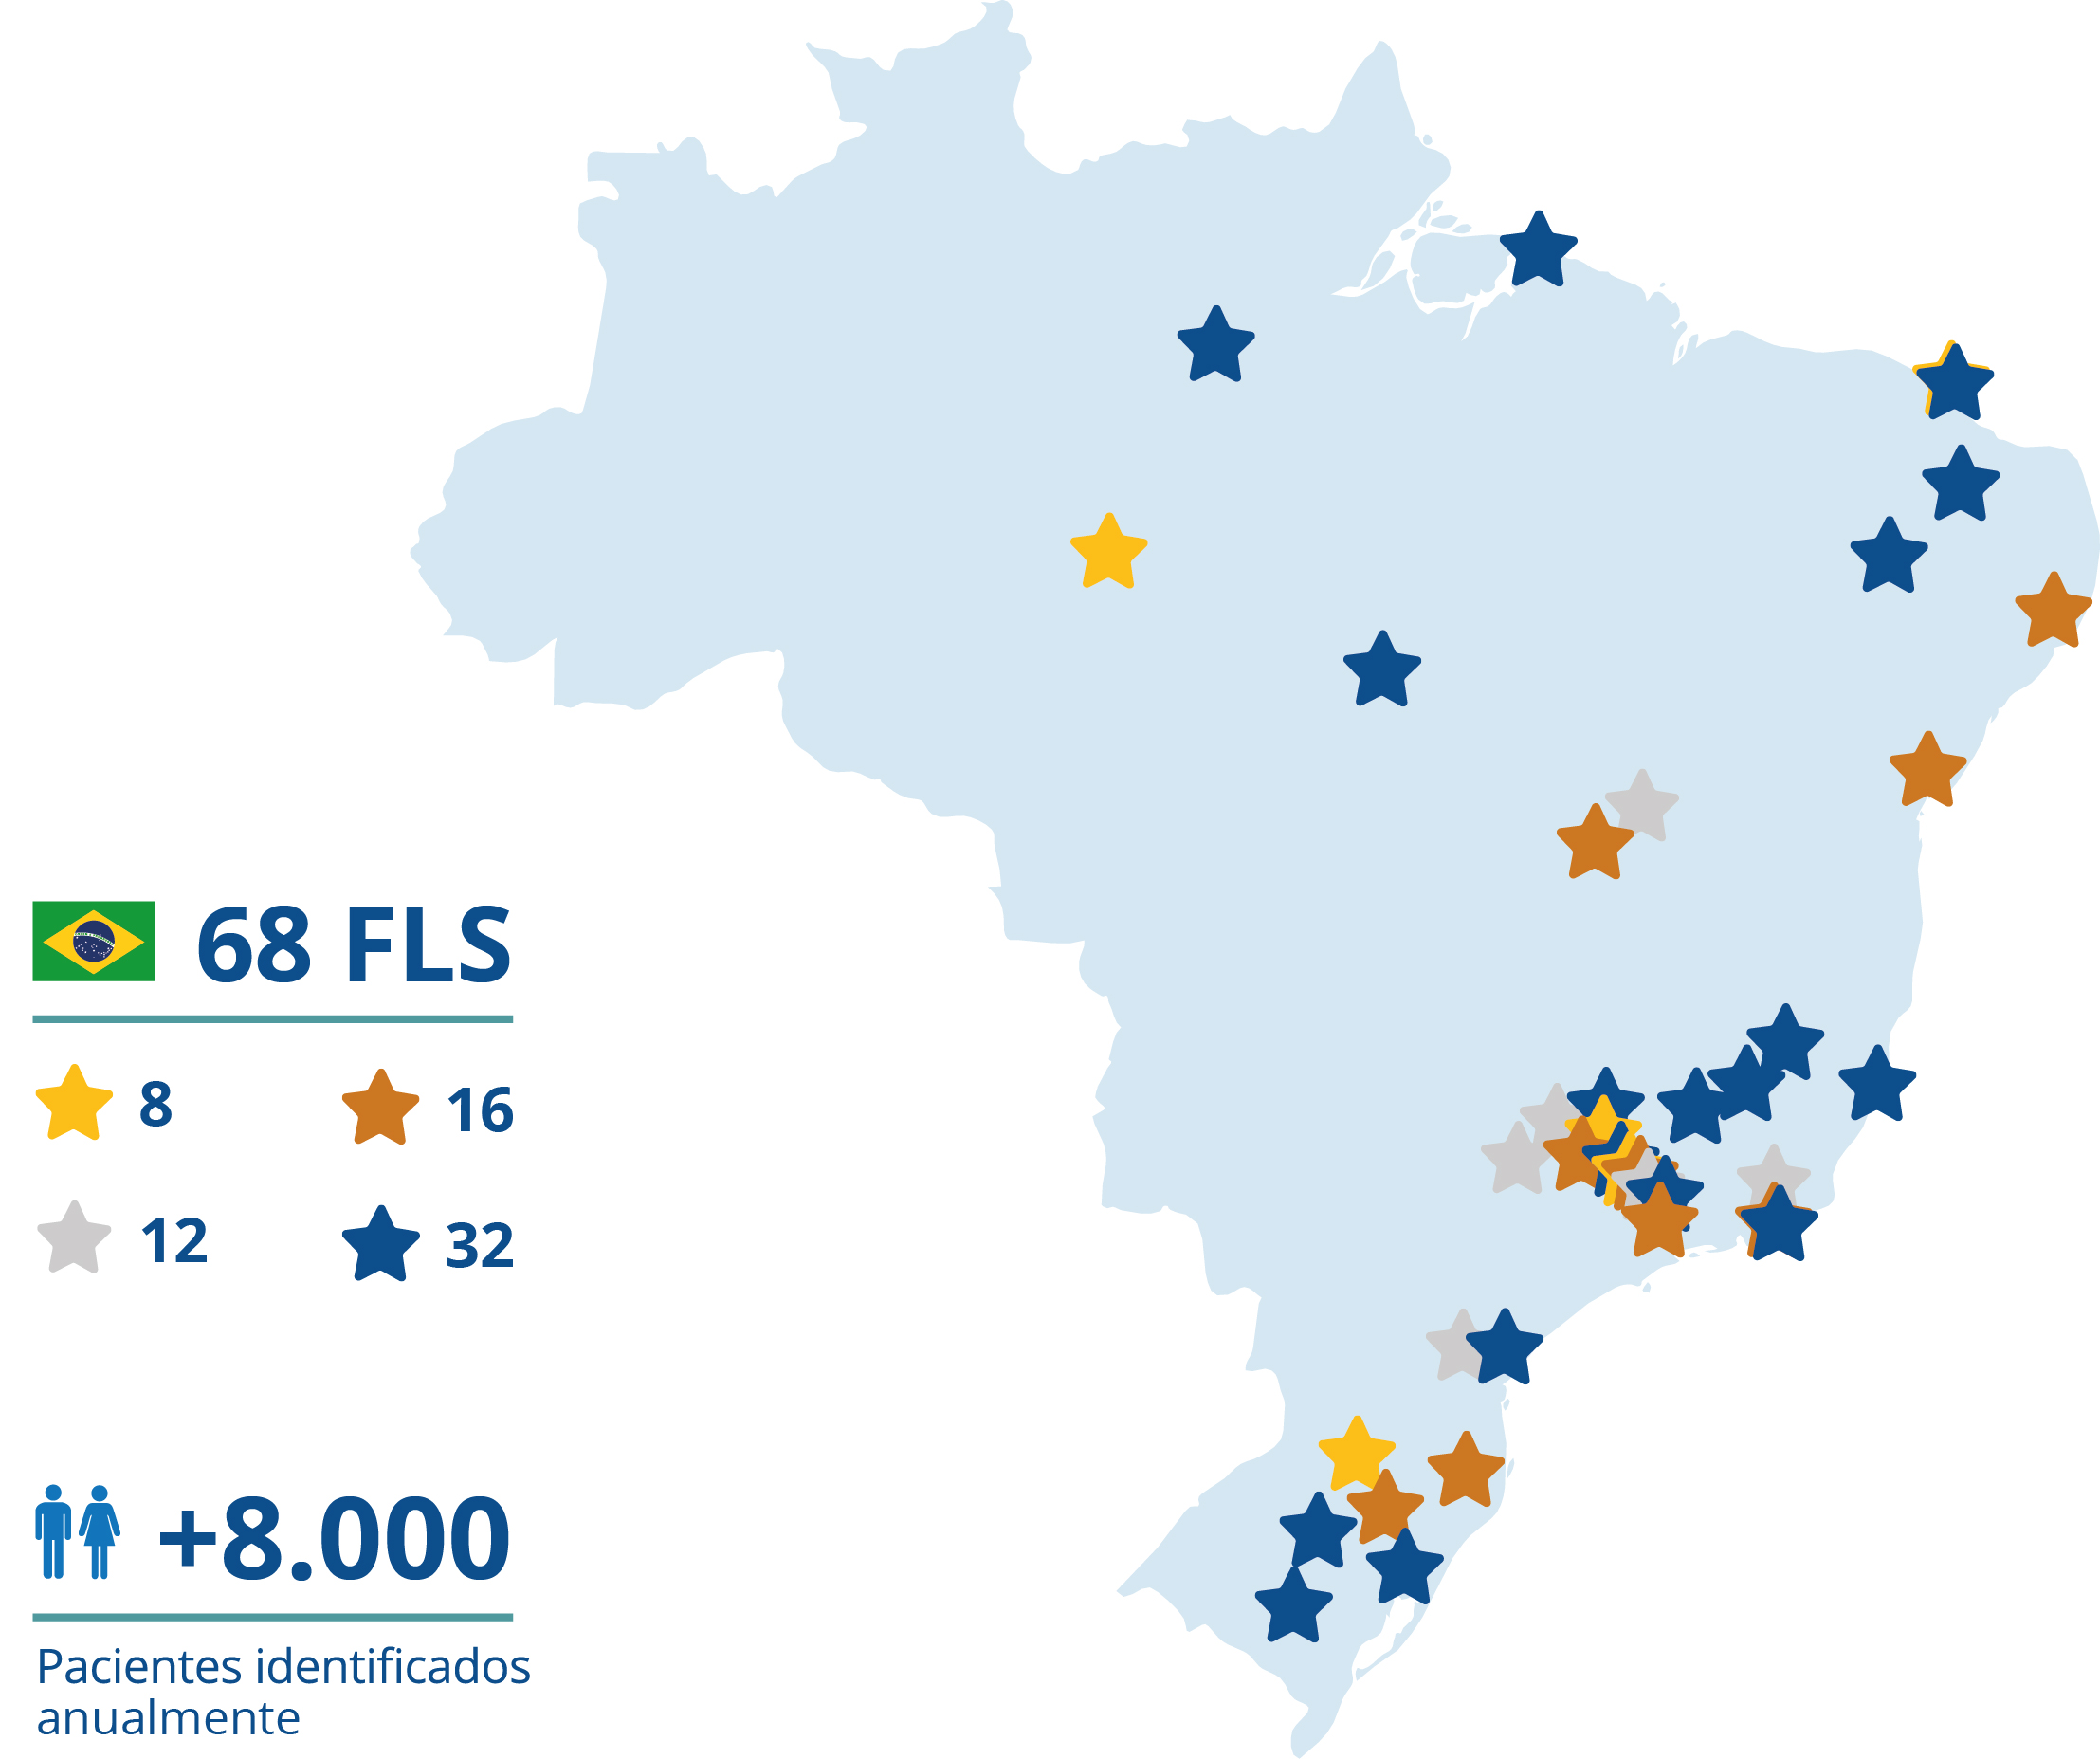 68 FLS
8
16
12
32
+8.000
Pacientes identificados
anualmente